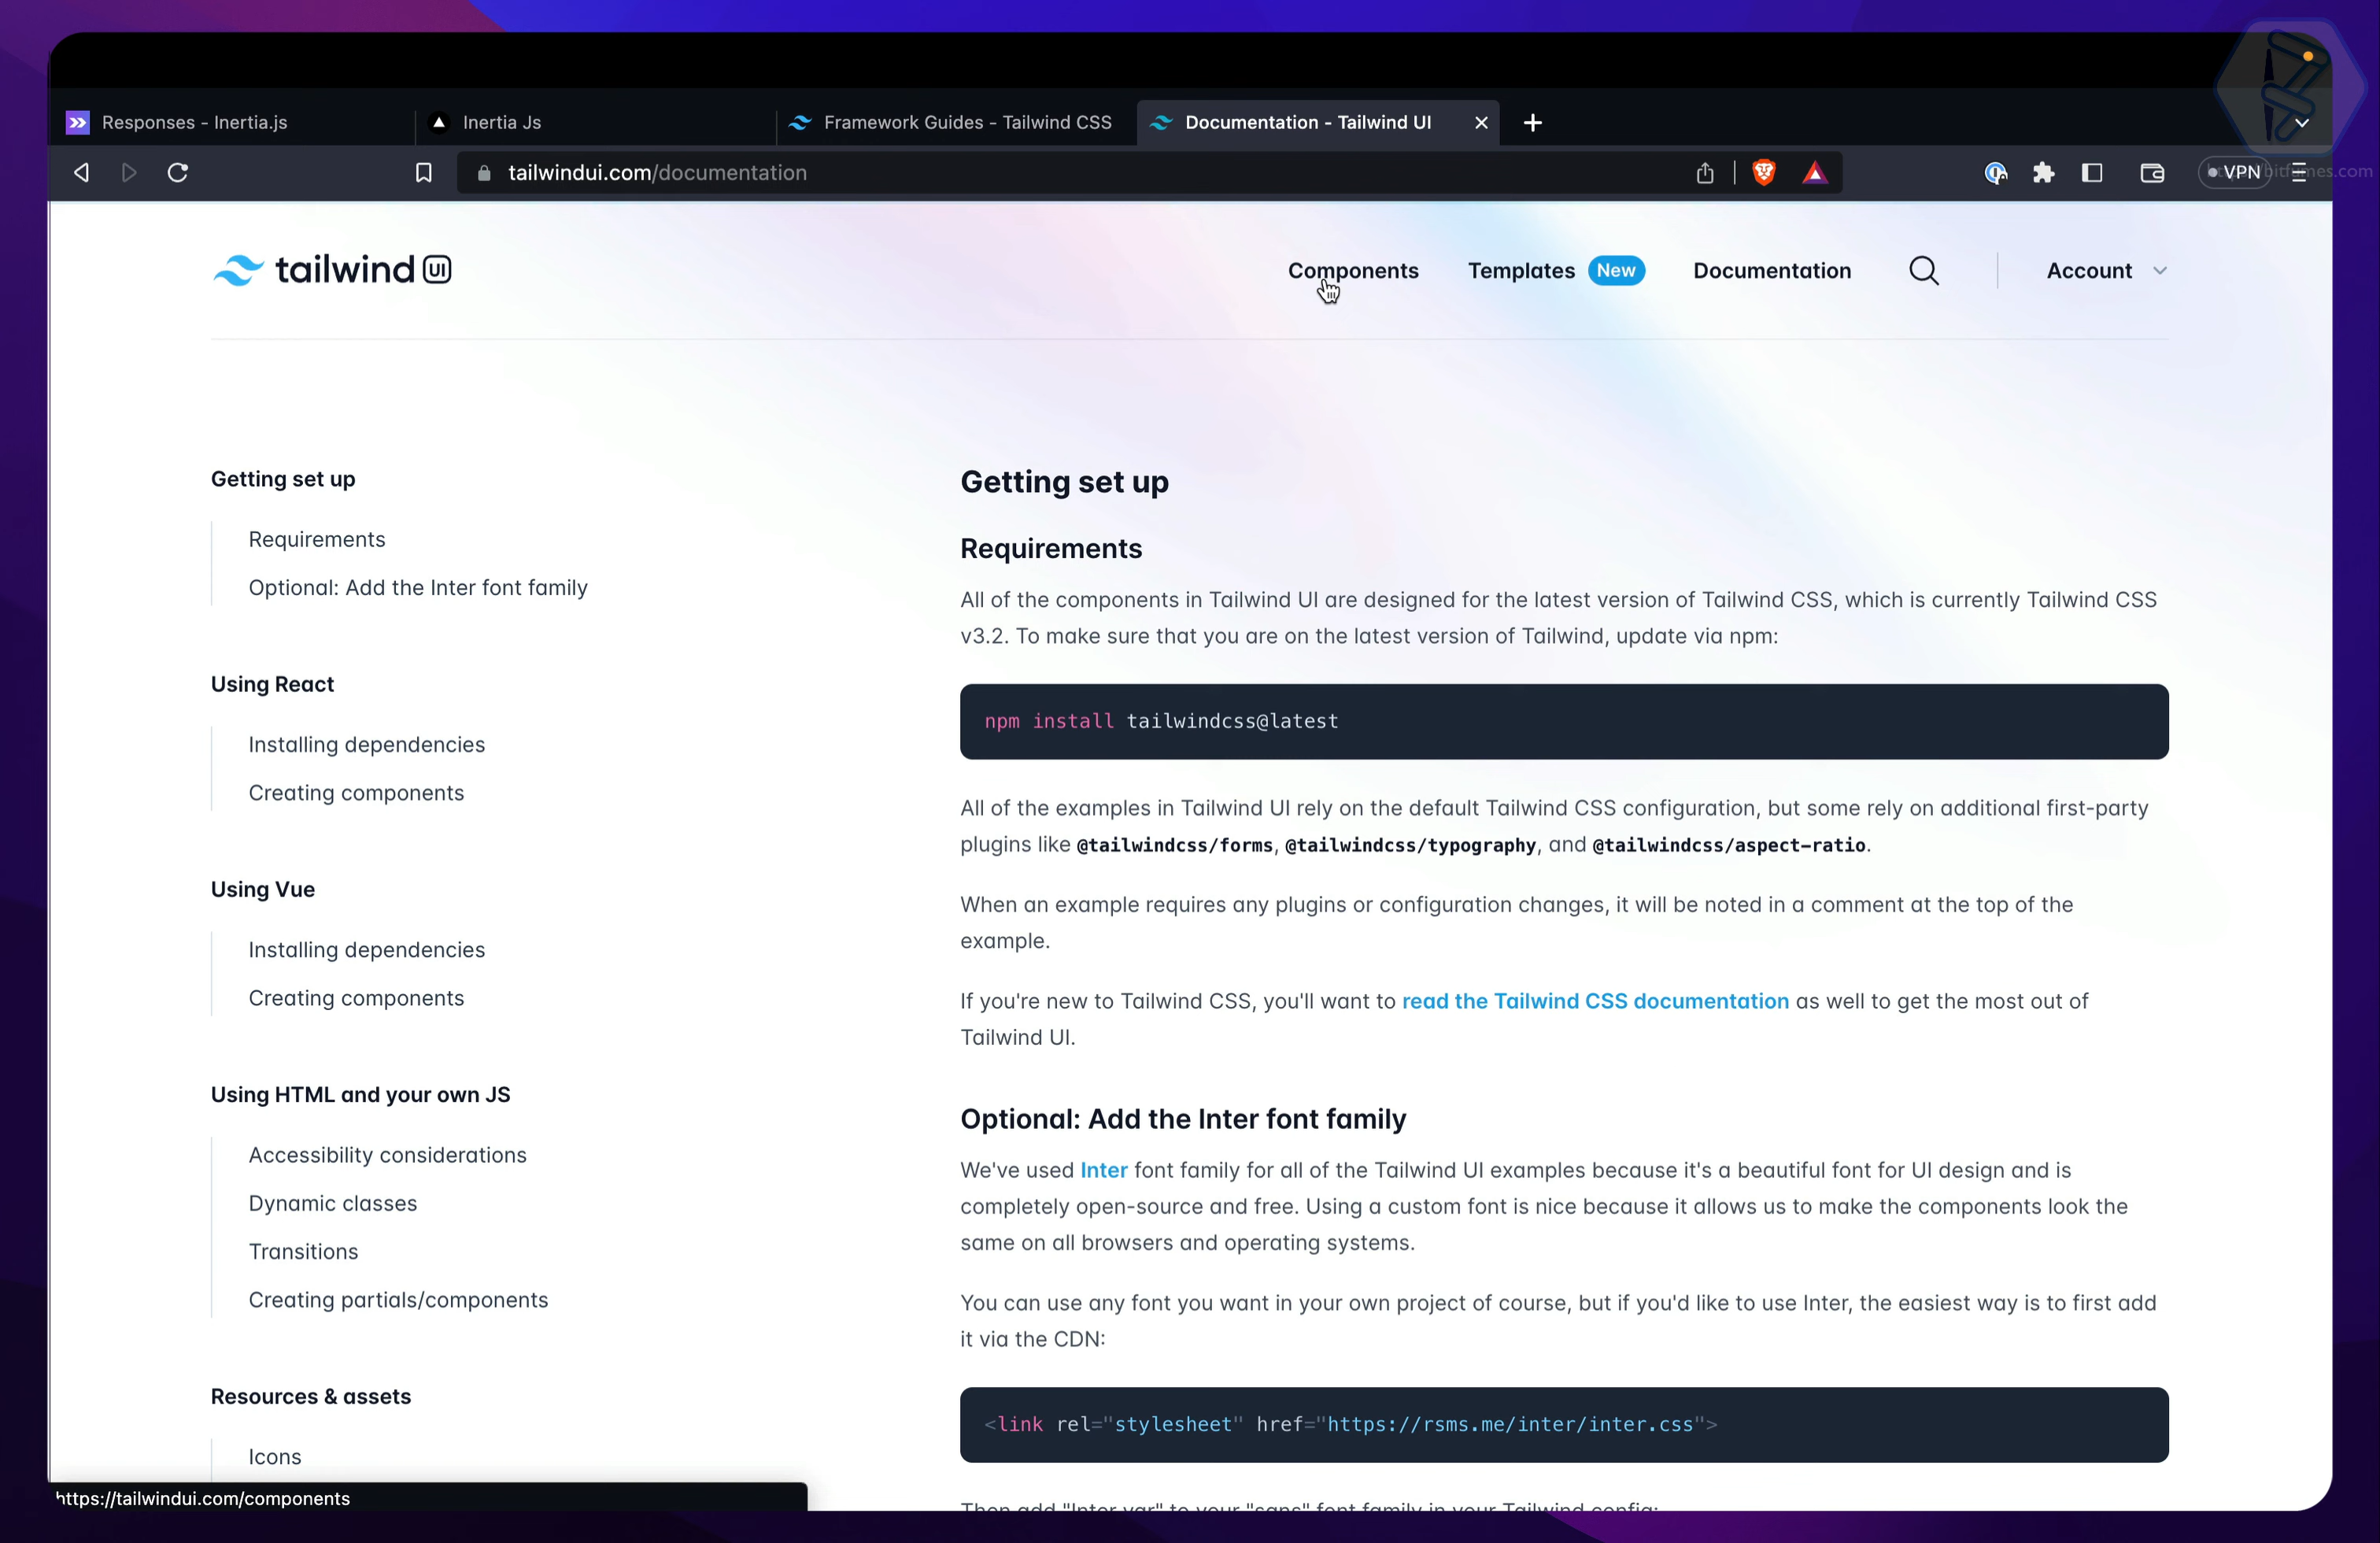 Responses - Inertia.js
Inertia Js
Framework Guides - Tailwind CSS
Documentation - Tailwind UI
tailwindui.com/documentation
VPN
tailwind UI
Components
Templates New
Documentation
Account
Getting set up
Requirements
Optional: Add the Inter font family
Using React
Installing dependencies
Creating components
Using Vue
Installing dependencies
Creating components
Using HTML and your own JS
Accessibility considerations
Dynamic classes
Transitions
Creating partials/components
Resources & assets
Icons
https://tailwindui.com/components
Getting set up
Requirements
All of the components in Tailwind UI are designed for the latest version of Tailwind CSS, which is currently Tailwind CSS
v3.2. To make sure that you are on the latest version of Tailwind, update via npm:
npm install tailwindcss@latest
All of the examples in Tailwind UI rely on the default Tailwind CSS configuration, but some rely on additional first-party
plugins like @tailwindcss/forms, @tailwindcss/typography, and @tailwindcss/aspect-ratio.
When an example requires any plugins or configuration changes, it will be noted in a comment at the top of the
example.
If you're new to Tailwind CSS, you'll want to read the Tailwind CSS documentation as well to get the most out of
Tailwind UI.
Optional: Add the Inter font family
We've used Inter font family for all of the Tailwind UI examples because it's a beautiful font for UI design and is
completely open-source and free. Using a custom font is nice because it allows us to make the components look the
same on all browsers and operating systems.
You can use any font you want in your own project of course, but if you'd like to use Inter, the easiest way is to first add
it via the CDN:
<link rel="stylesheet" href="https://rsms.me/inter/inter.css">
Then add "Inter var" to your "sans" font family in your Tailwind config: